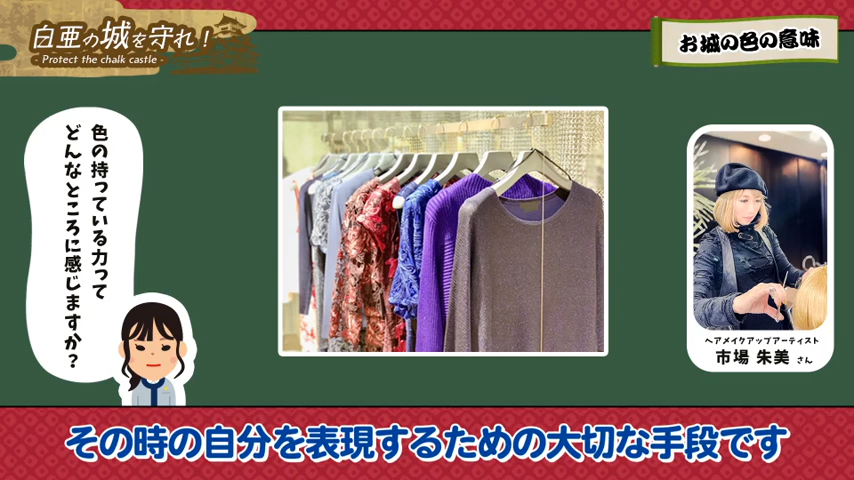 白亜の城を守れ！
- Protect the chalk castle -
お城の色の意味
色の持っている力って
どんなところに感じますか？
ヘアメイクアップアーティスト
市場 朱美 さん
その時の自分を表現するための大切な手段です